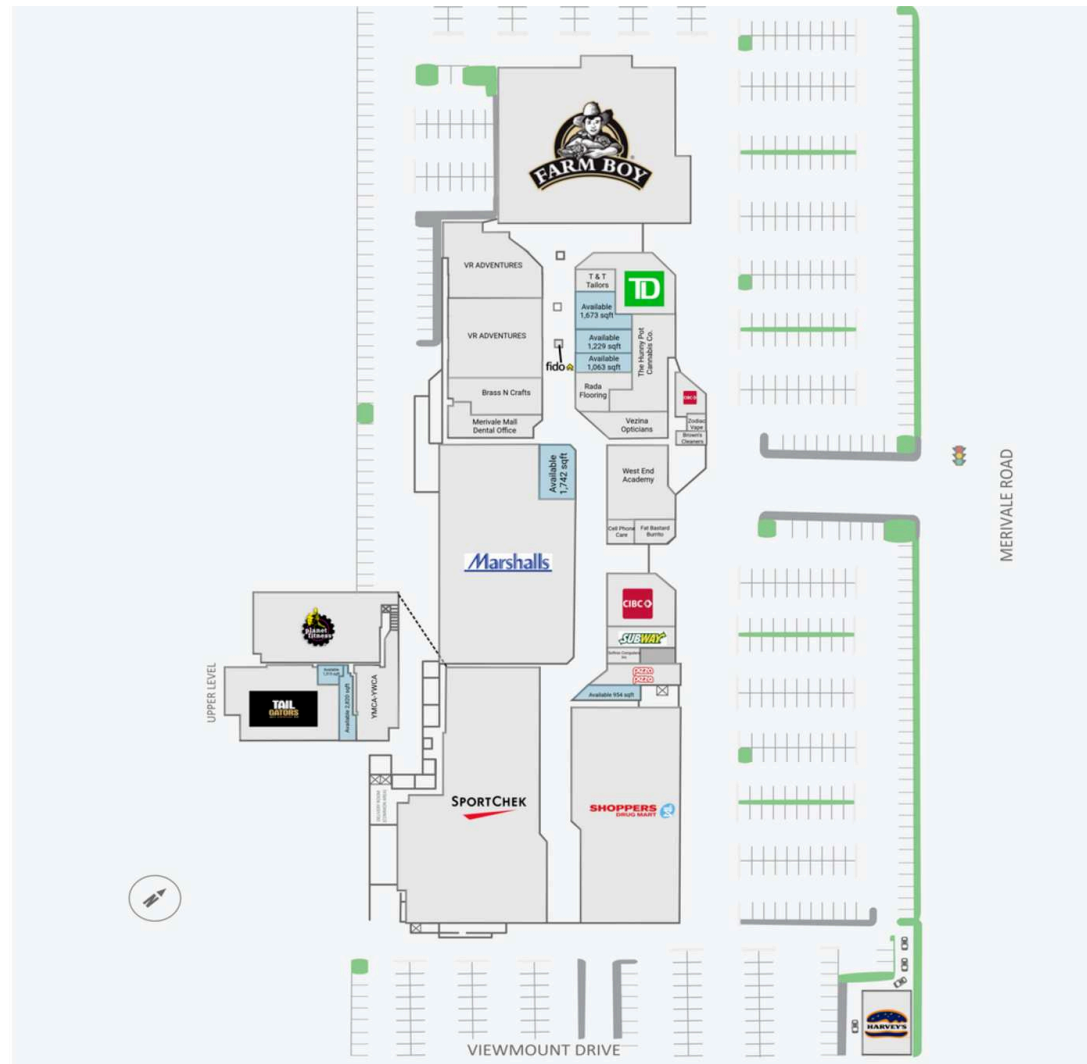 FARM BOY
VR ADVENTURES
T & T
Tailors
TD
Available
1,673 sqft
VR ADVENTURES
Available
1,229 sqft
The Hunny Pot
Cannabis Co.
Available
1,063 sqft
fido
Brass N Crafts
Rada
Flooring
CIBC
Merivale Mall
Dental Office
Vezina
Opticians
Zodiac
Vape
Brown's
Cleaners
MERIVALE ROAD
Available
1,742 sqft
West End
Academy
Cell Phone
Care
Fat Bastard
Burrito
Marshalls
CIBC
planet
fitness
SUBWAY
UPPER LEVEL
YMCA-YWCA
Available 2,820 sqft
TAIL
GATORS
pizza
pizza
Available 934 sqft
SPORTCHEK
SHOPPERS
DRUG MART
N
HARVEY'S
VIEWMOUNT DRIVE